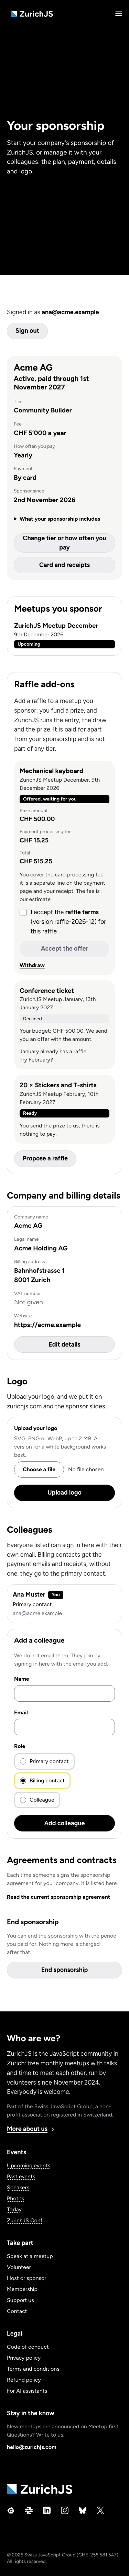 ZurichJS
Your sponsorship
Start your company's sponsorship of
ZurichJS, or manage it with your
colleagues: the plan, payment, details
and logo.
Signed in as ana@acme.example
Sign out
Acme AG
Active, paid through 1st
November 2027
Tier
Community Builder
Fee
CHF 5'000 a year
How often you pay
Yearly
Payment
By card
Sponsor since
2nd November 2026
What your sponsorship includes
Change tier or how often you
pay
Card and receipts
Meetups you sponsor
ZurichJS Meetup December
9th December 2026
Upcoming
Raffle add-ons
Add a raffle to a meetup you
sponsor: you fund a prize, and
ZurichJS runs the entry, the draw
and the prize. It is paid for apart
from your sponsorship and is not
part of any tier.
Mechanical keyboard
ZurichJS Meetup December, 9th
December 2026
Offered, waiting for you
Prize amount
CHF 500.00
Payment processing fee
CHF 15.25
Total
CHF 515.25
You cover the card processing fee:
it is a separate line on the payment
page and your receipt. The fee is
our estimate.
I accept the raffle terms
(version raffle-2026-12) for
this raffle
Accept the offer
Withdraw
Conference ticket
ZurichJS Meetup January, 13th
January 2027
Declined
Your budget: CHF 500.00. We send
you an offer with the amount.
January already has a raffle.
Try February?
20 × Stickers and T-shirts
ZurichJS Meetup February, 10th
February 2027
Ready
You send the prize to us; there is
nothing to pay.
Propose a raffle
Company and billing details
Company name
Acme AG
Legal name
Acme Holding AG
Billing address
Bahnhofstrasse 1
8001 Zurich
VAT number
Not given
Website
https://acme.example
Edit details
Logo
Upload your logo, and we put it on
zurichjs.com and the sponsor slides.
Upload your logo
SVG, PNG or WebP, up to 2 MB. A
version for a white background works
best.
Choose a file
No file chosen
Upload logo
Colleagues
Everyone listed can sign in here with their
own email. Billing contacts get the
payment emails and receipts; without
one, they go to the primary contact.
Ana Muster You
Primary contact
ana@acme.example
Add a colleague
We do not email them. They join by
signing in here with the email you add.
Name
Email
Role
Primary contact
Billing contact
Colleague
Add colleague
Agreements and contracts
Each time someone signs the sponsorship
agreement for your company, it is listed here.
Read the current sponsorship agreement
End sponsorship
You can end the sponsorship with the period
you paid for. Nothing more is charged
after that.
End sponsorship
Who are we?
ZurichJS is the JavaScript community in
Zurich: free monthly meetups with talks
and time to meet each other, run by
volunteers since November 2024.
Everybody is welcome.
Part of the Swiss JavaScript Group, a non-
profit association registered in Switzerland.
More about us
Events
Upcoming events
Past events
Speakers
Photos
Today
ZurichJS Conf
Take part
Speak at a meetup
Volunteer
Host or sponsor
Membership
Support us
Contact
Legal
Code of conduct
Privacy policy
Terms and conditions
Refund policy
For AI assistants
Stay in the know
New meetups are announced on Meetup first.
Questions? Write to us.
hello@zurichjs.com
ZurichJS
© 2026 Swiss JavaScript Group (CHE-255.581.547).
All rights reserved.